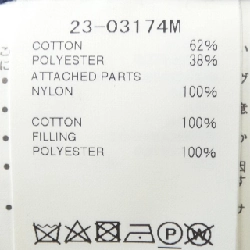 23-03174M
COTTON 62%
POLYESTER 38%
ATTACHED PARTS
NYLON 100%
COTTON 100%
FILLING
POLYESTER 100%